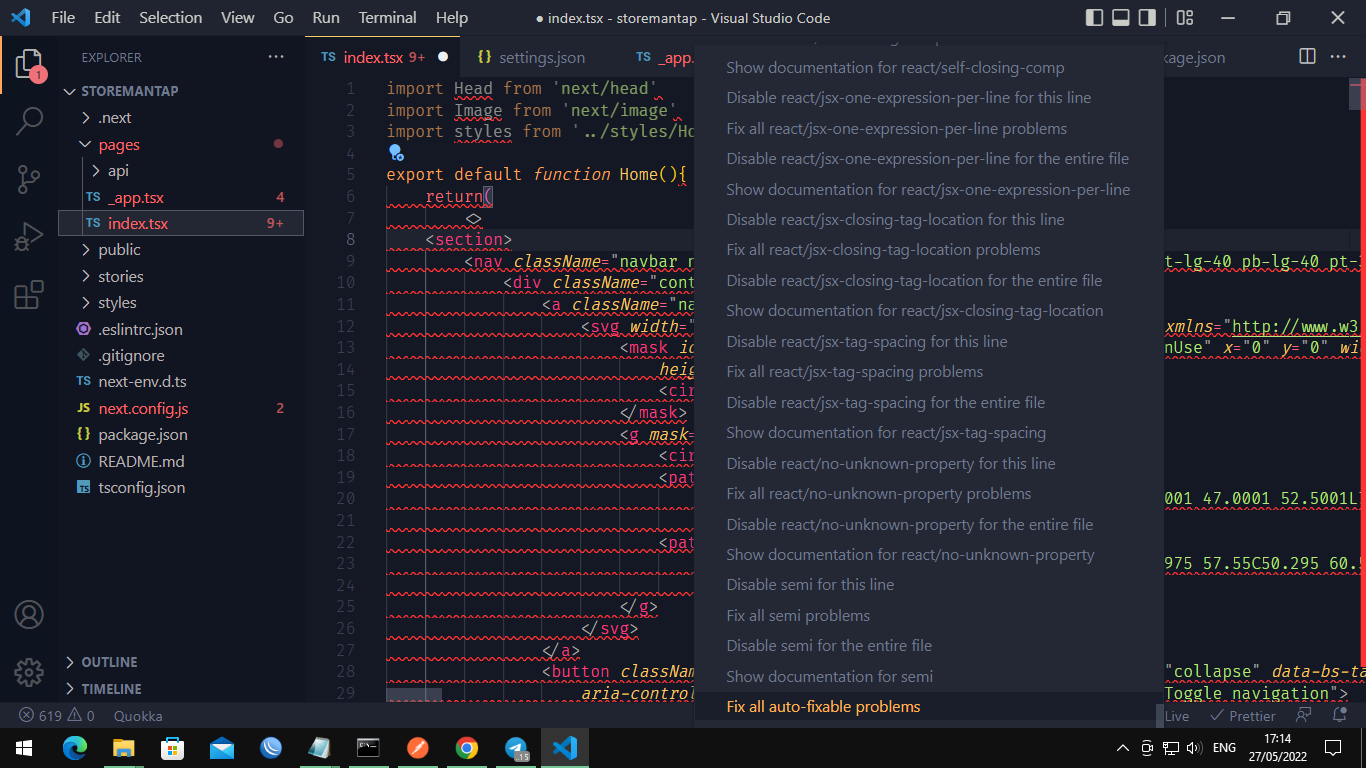 File Edit Selection View Go Run Terminal Help
● index.tsx - storemantap - Visual Studio Code
EXPLORER
TS index.tsx 9+
{} settings.json
TS _app.
kage.json
1
STOREMANTAP
.next
pages
api
TS _app.tsx 4
TS index.tsx 9+
public
stories
styles
.eslintrc.json
.gitignore
TS next-env.d.ts
JS next.config.js 2
{} package.json
README.md
tsconfig.json
OUTLINE
TIMELINE
1 import Head from 'next/head'
2 import Image from 'next/image'
3 import styles from '../styles/Ho
4
5 export default function Home(){
6 return(
7 <>
8 <section>
9 <nav className="navbar n t-lg-40 pb-lg-40 pt-3
10 <div className="cont
11 <a className="na
12 <svg width=" xmlns="http://www.w3
13 <mask id nUse" x="0" y="0" wi
14 heig
15 <cir
16 </mask>
17 <g mask=
18 <cir
19 <pat
20 001 47.0001 52.5001L
21
22 <pat
23 975 57.55C50.295 60.5
24
25 </g>
26 </svg>
27 </a>
28 <button classNam "collapse" data-bs-ta
29 aria-control Toggle navigation">
Show documentation for react/self-closing-comp
Disable react/jsx-one-expression-per-line for this line
Fix all react/jsx-one-expression-per-line problems
Disable react/jsx-one-expression-per-line for the entire file
Show documentation for react/jsx-one-expression-per-line
Disable react/jsx-closing-tag-location for this line
Fix all react/jsx-closing-tag-location problems
Disable react/jsx-closing-tag-location for the entire file
Show documentation for react/jsx-closing-tag-location
Disable react/jsx-tag-spacing for this line
Fix all react/jsx-tag-spacing problems
Disable react/jsx-tag-spacing for the entire file
Show documentation for react/jsx-tag-spacing
Disable react/no-unknown-property for this line
Fix all react/no-unknown-property problems
Disable react/no-unknown-property for the entire file
Show documentation for react/no-unknown-property
Disable semi for this line
Fix all semi problems
Disable semi for the entire file
Show documentation for semi
Fix all auto-fixable problems
619 0 Quokka
Live Prettier
.15
ENG
17:14
27/05/2022